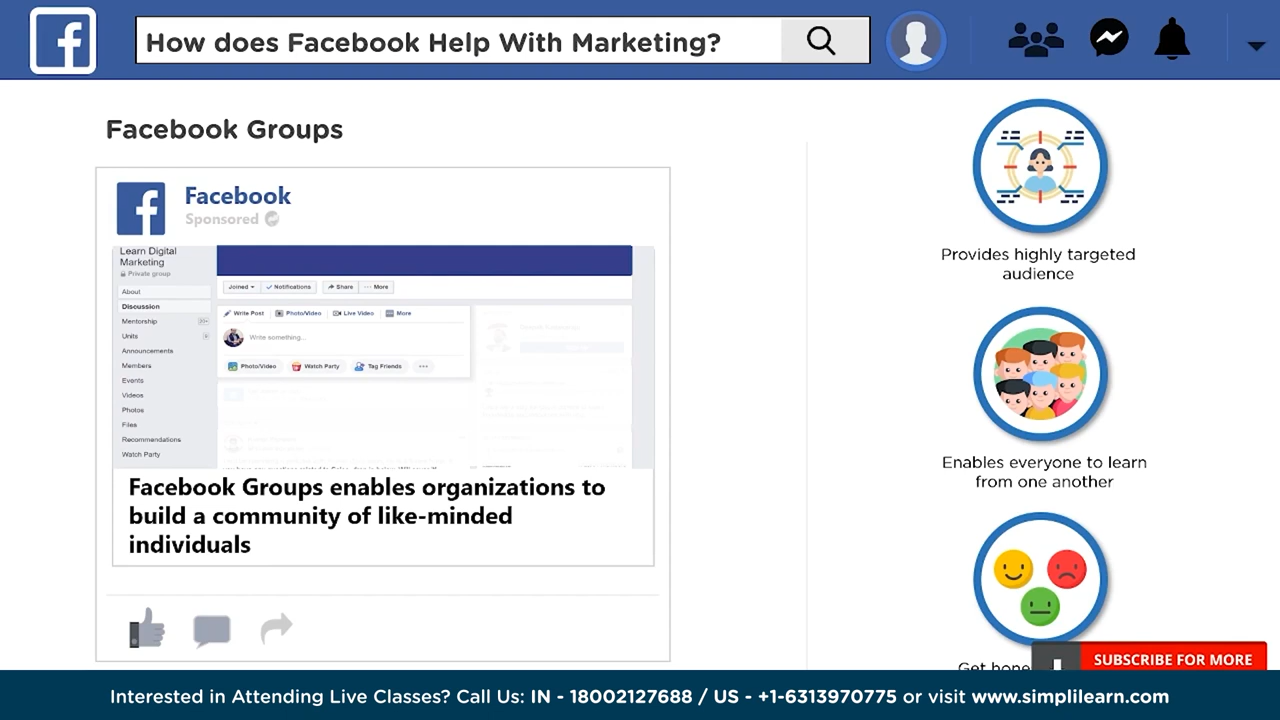 How does Facebook Help With Marketing?
Facebook Groups
Facebook
Sponsored
Learn Digital
Marketing
Private group
About
Discussion
Mentorship 20+
Units
Announcements
Members
Events
Videos
Photos
Files
Recommendations
Watch Party
Joined Notifications Share ··· More
Write Post Photo/Video Live Video More
Write something...
Photo/Video Watch Party Tag Friends ···
Facebook Groups enables organizations to
build a community of like-minded
individuals
Provides highly targeted
audience
Enables everyone to learn
from one another
Get
SUBSCRIBE FOR MORE
Interested in Attending Live Classes? Call Us: IN - 18002127688 / US - +1-6313970775 or visit www.simplilearn.com